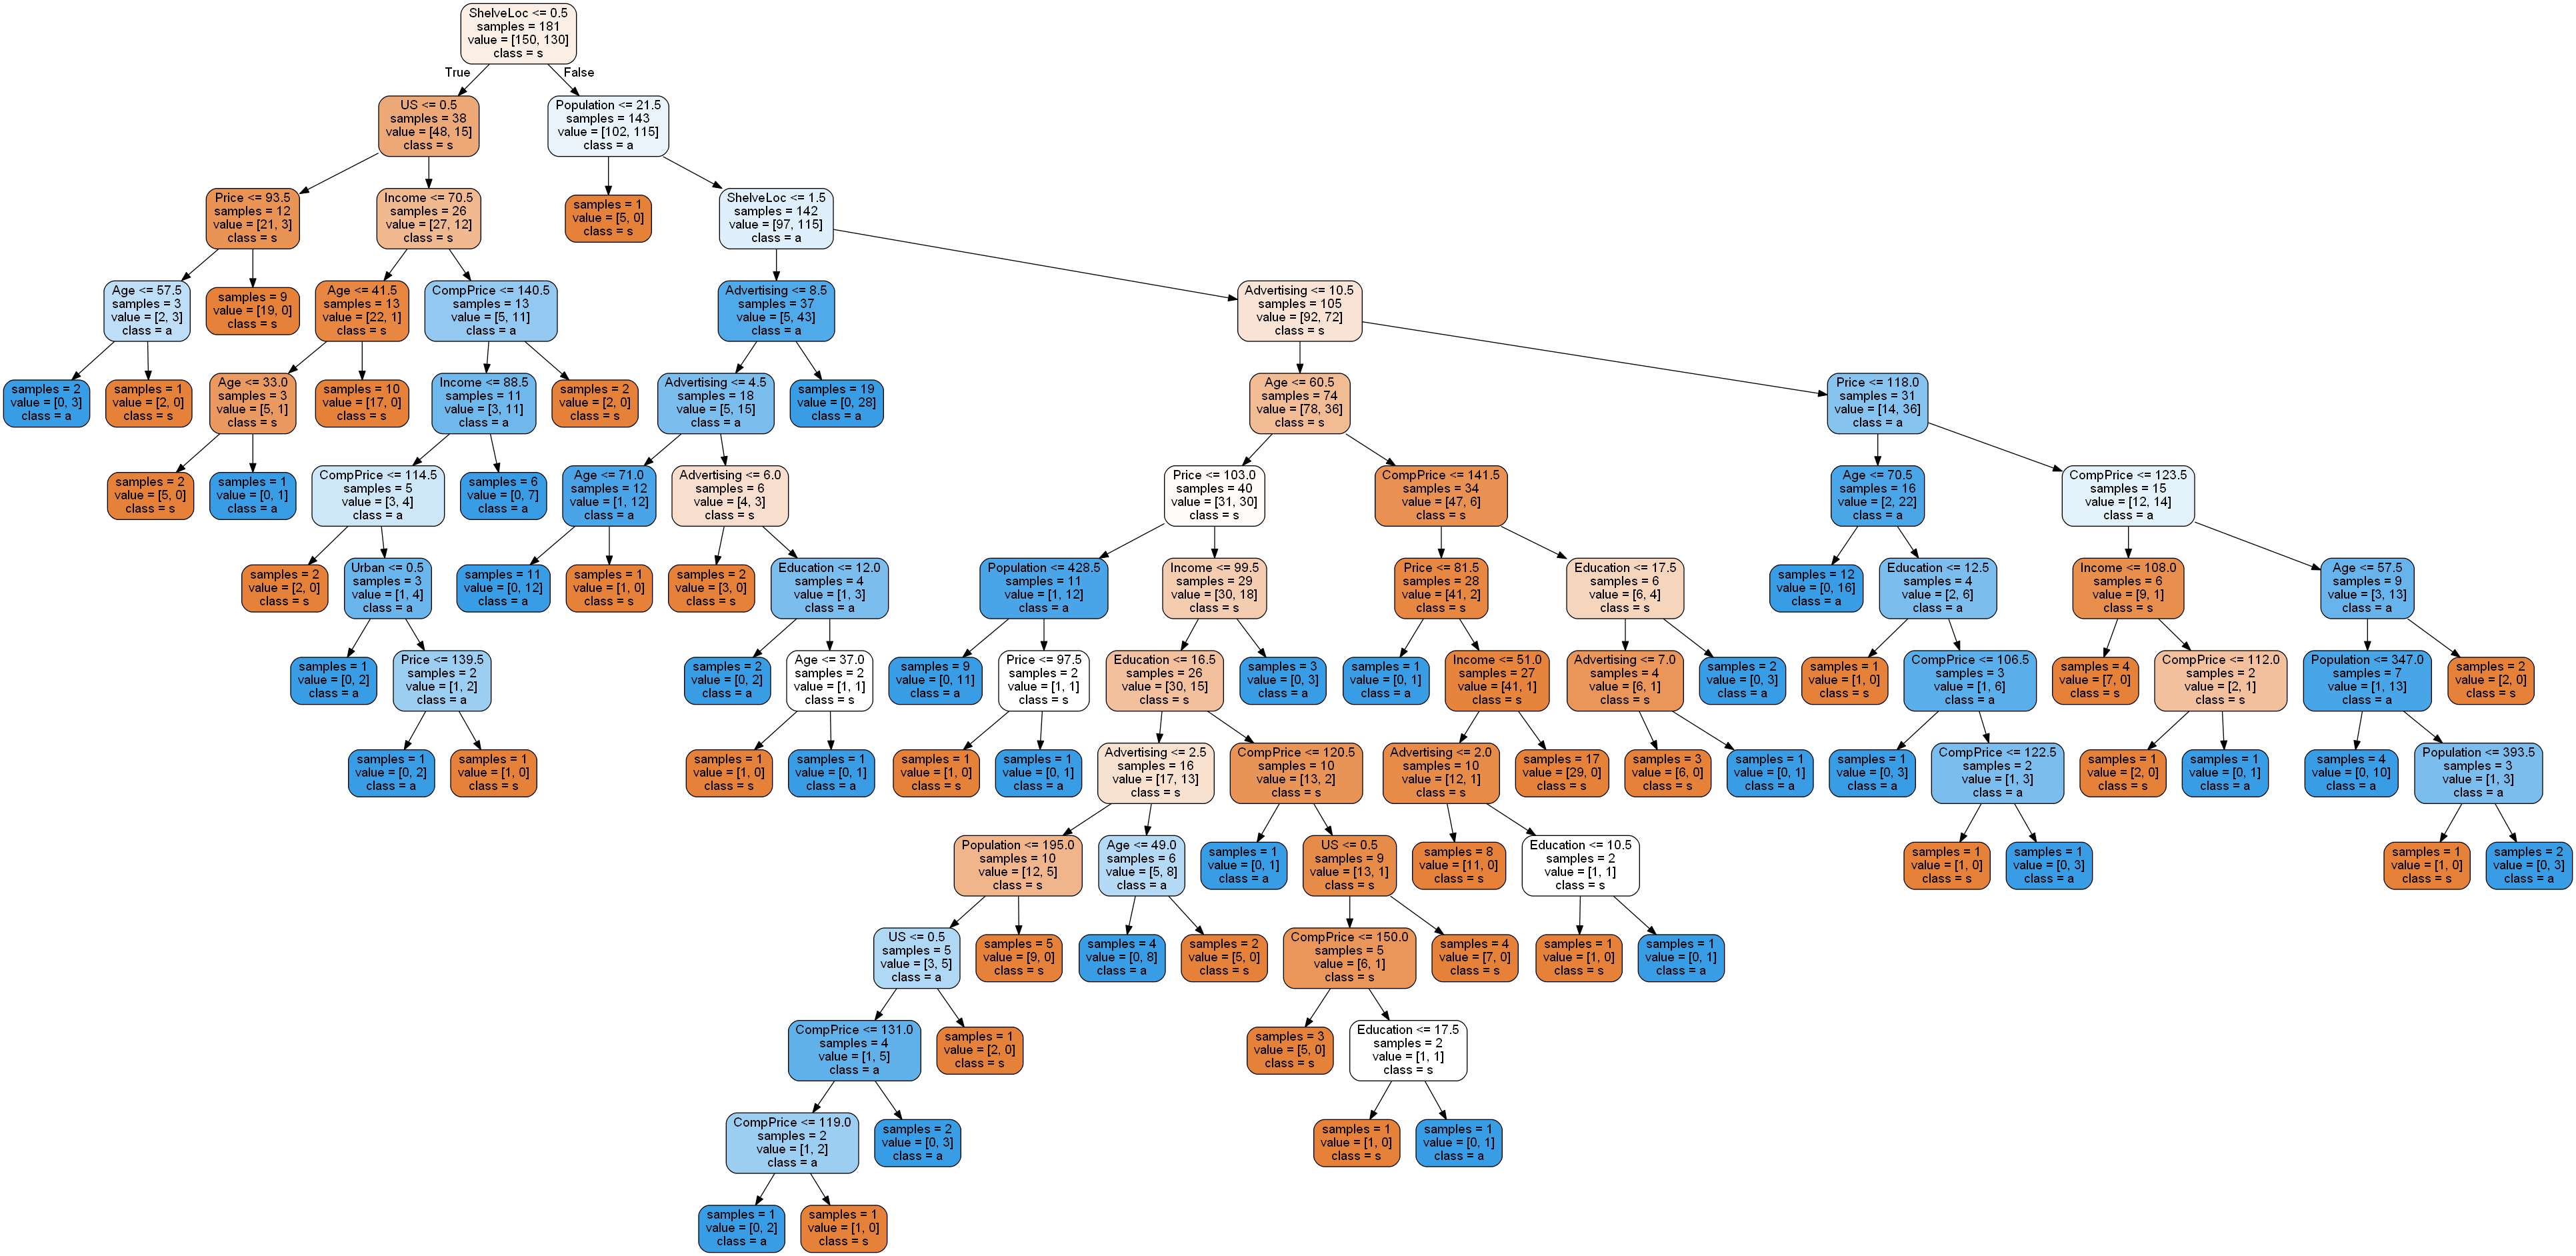 ShelveLoc <= 0.5
samples = 181
value = [150, 130]
class = s
True
False
US <= 0.5
samples = 38
value = [48, 15]
class = s
Population <= 21.5
samples = 143
value = [102, 115]
class = a
Price <= 93.5
samples = 12
value = [21, 3]
class = s
Income <= 70.5
samples = 26
value = [27, 12]
class = s
samples = 1
value = [5, 0]
class = s
ShelveLoc <= 1.5
samples = 142
value = [97, 115]
class = a
Age <= 57.5
samples = 3
value = [2, 3]
class = a
samples = 9
value = [19, 0]
class = s
Age <= 41.5
samples = 13
value = [22, 1]
class = s
CompPrice <= 140.5
samples = 13
value = [5, 11]
class = a
Advertising <= 8.5
samples = 37
value = [5, 43]
class = a
Advertising <= 10.5
samples = 105
value = [92, 72]
class = s
samples = 2
value = [0, 3]
class = a
samples = 1
value = [2, 0]
class = s
Age <= 33.0
samples = 3
value = [5, 1]
class = s
samples = 10
value = [17, 0]
class = s
Income <= 88.5
samples = 11
value = [3, 11]
class = a
samples = 2
value = [2, 0]
class = s
Advertising <= 4.5
samples = 18
value = [5, 15]
class = a
samples = 19
value = [0, 28]
class = a
Age <= 60.5
samples = 74
value = [78, 36]
class = s
Price <= 118.0
samples = 31
value = [14, 36]
class = a
samples = 2
value = [5, 0]
class = s
samples = 1
value = [0, 1]
class = a
CompPrice <= 114.5
samples = 5
value = [3, 4]
class = a
samples = 6
value = [0, 7]
class = a
Age <= 71.0
samples = 12
value = [1, 12]
class = a
Advertising <= 6.0
samples = 6
value = [4, 3]
class = s
Price <= 103.0
samples = 40
value = [31, 30]
class = s
CompPrice <= 141.5
samples = 34
value = [47, 6]
class = s
Age <= 70.5
samples = 16
value = [2, 22]
class = a
CompPrice <= 123.5
samples = 15
value = [12, 14]
class = a
samples = 2
value = [2, 0]
class = s
Urban <= 0.5
samples = 3
value = [1, 4]
class = a
samples = 11
value = [0, 12]
class = a
samples = 1
value = [1, 0]
class = s
samples = 2
value = [3, 0]
class = s
Education <= 12.0
samples = 4
value = [1, 3]
class = a
Population <= 428.5
samples = 11
value = [1, 12]
class = a
Income <= 99.5
samples = 29
value = [30, 18]
class = s
Price <= 81.5
samples = 28
value = [41, 2]
class = s
Education <= 17.5
samples = 6
value = [6, 4]
class = s
samples = 12
value = [0, 16]
class = a
Education <= 12.5
samples = 4
value = [2, 6]
class = a
Income <= 108.0
samples = 6
value = [9, 1]
class = s
Age <= 57.5
samples = 9
value = [3, 13]
class = a
samples = 1
value = [0, 2]
class = a
Price <= 139.5
samples = 2
value = [1, 2]
class = a
samples = 2
value = [0, 2]
class = a
Age <= 37.0
samples = 2
value = [1, 1]
class = s
samples = 9
value = [0, 11]
class = a
Price <= 97.5
samples = 2
value = [1, 1]
class = s
Education <= 16.5
samples = 26
value = [30, 15]
class = s
samples = 3
value = [0, 3]
class = a
samples = 1
value = [0, 1]
class = a
Income <= 51.0
samples = 27
value = [41, 1]
class = s
Advertising <= 7.0
samples = 4
value = [6, 1]
class = s
samples = 2
value = [0, 3]
class = a
samples = 1
value = [1, 0]
class = s
CompPrice <= 106.5
samples = 3
value = [1, 6]
class = a
samples = 4
value = [7, 0]
class = s
CompPrice <= 112.0
samples = 2
value = [2, 1]
class = s
Population <= 347.0
samples = 7
value = [1, 13]
class = a
samples = 2
value = [2, 0]
class = s
samples = 1
value = [0, 2]
class = a
samples = 1
value = [1, 0]
class = s
samples = 1
value = [1, 0]
class = s
samples = 1
value = [0, 1]
class = a
samples = 1
value = [1, 0]
class = s
samples = 1
value = [0, 1]
class = a
Advertising <= 2.5
samples = 16
value = [17, 13]
class = s
CompPrice <= 120.5
samples = 10
value = [13, 2]
class = s
Advertising <= 2.0
samples = 10
value = [12, 1]
class = s
samples = 17
value = [29, 0]
class = s
samples = 3
value = [6, 0]
class = s
samples = 1
value = [0, 1]
class = a
samples = 1
value = [0, 3]
class = a
CompPrice <= 122.5
samples = 2
value = [1, 3]
class = a
samples = 1
value = [2, 0]
class = s
samples = 1
value = [0, 1]
class = a
samples = 4
value = [0, 10]
class = a
Population <= 393.5
samples = 3
value = [1, 3]
class = a
Population <= 195.0
samples = 10
value = [12, 5]
class = s
Age <= 49.0
samples = 6
value = [5, 8]
class = a
samples = 1
value = [0, 1]
class = a
US <= 0.5
samples = 9
value = [13, 1]
class = s
samples = 8
value = [11, 0]
class = s
Education <= 10.5
samples = 2
value = [1, 1]
class = s
samples = 1
value = [1, 0]
class = s
samples = 1
value = [0, 3]
class = a
samples = 1
value = [1, 0]
class = s
samples = 2
value = [0, 3]
class = a
US <= 0.5
samples = 5
value = [3, 5]
class = a
samples = 5
value = [9, 0]
class = s
samples = 4
value = [0, 8]
class = a
samples = 2
value = [5, 0]
class = s
CompPrice <= 150.0
samples = 5
value = [6, 1]
class = s
samples = 4
value = [7, 0]
class = s
samples = 1
value = [1, 0]
class = s
samples = 1
value = [0, 1]
class = a
CompPrice <= 131.0
samples = 4
value = [1, 5]
class = a
samples = 1
value = [2, 0]
class = s
samples = 3
value = [5, 0]
class = s
Education <= 17.5
samples = 2
value = [1, 1]
class = s
CompPrice <= 119.0
samples = 2
value = [1, 2]
class = a
samples = 2
value = [0, 3]
class = a
samples = 1
value = [1, 0]
class = s
samples = 1
value = [0, 1]
class = a
samples = 1
value = [0, 2]
class = a
samples = 1
value = [1, 0]
class = s